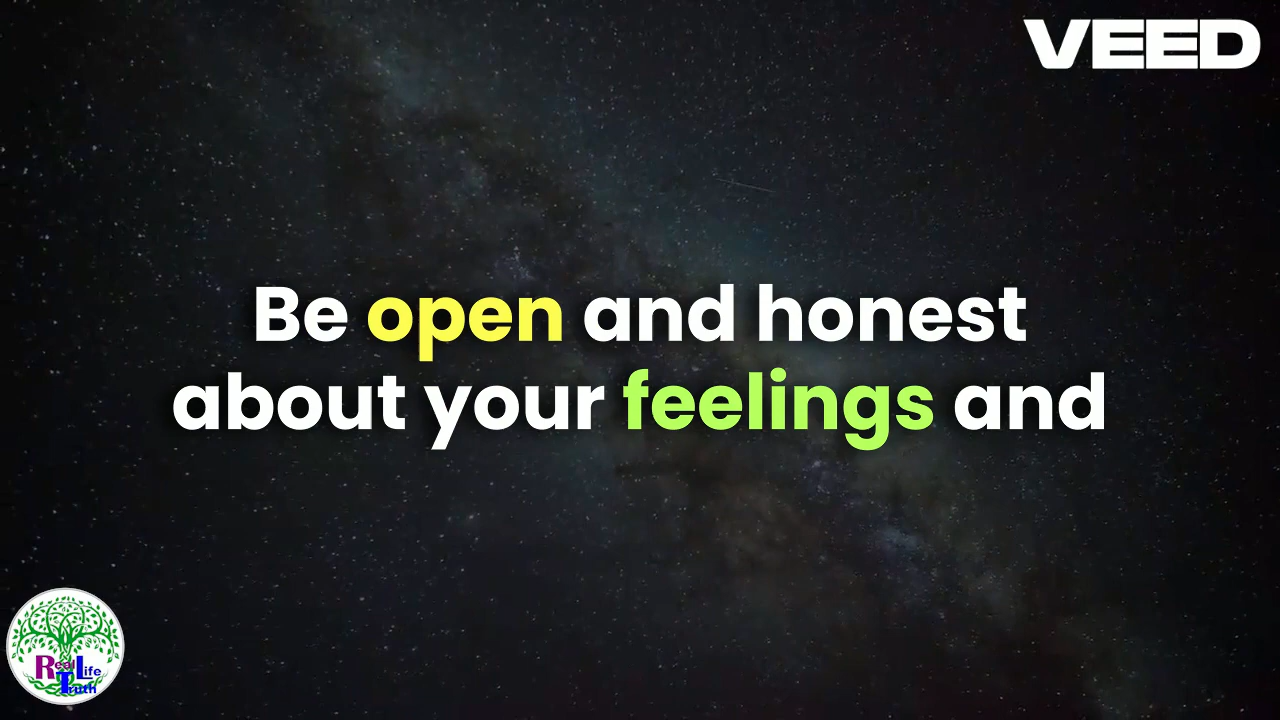 VEED
Be open and honest
about your feelings and
Real Life
Truth